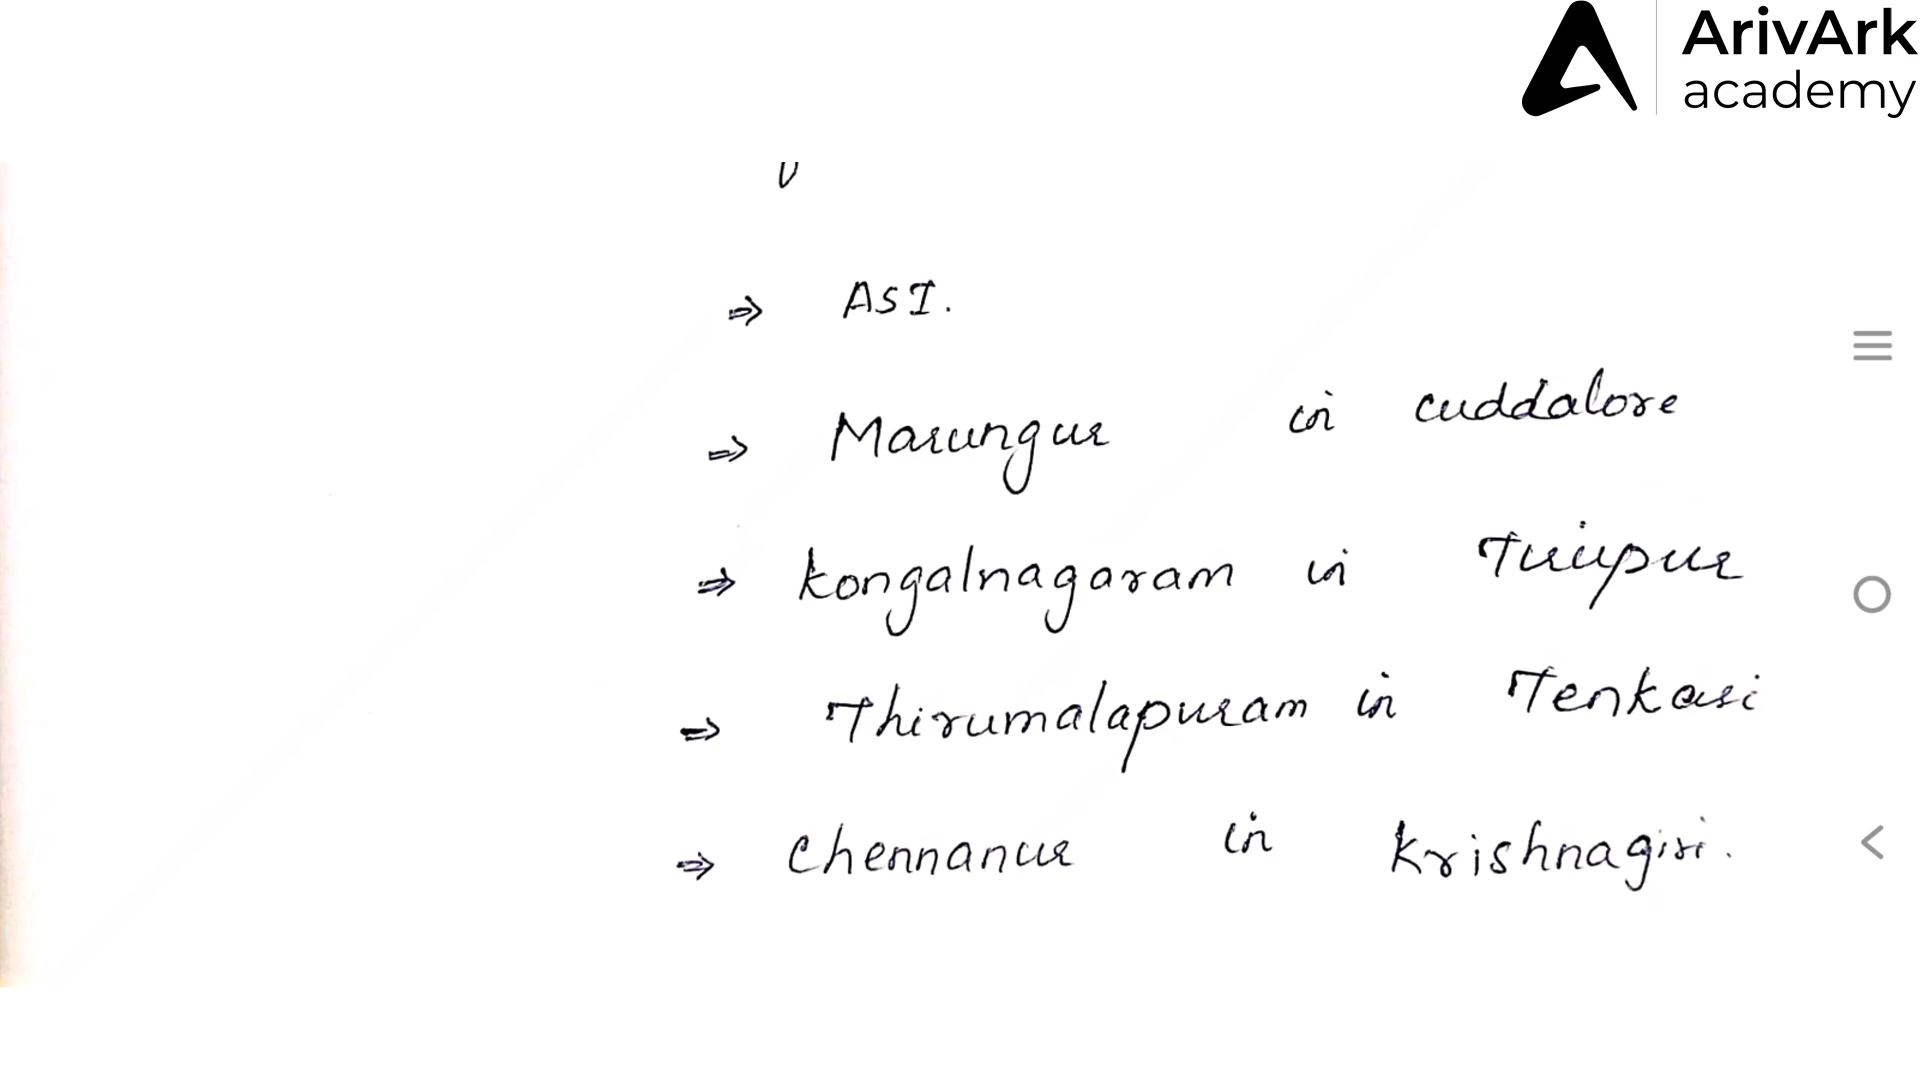 ArivArk
academy
⇒ ASI.
⇒ Marungur in cuddalore
⇒ Kongalnagaram in Tirupur
⇒ Thirumalapuram in Tenkasi
⇒ Chennanur in Krishnagiri.